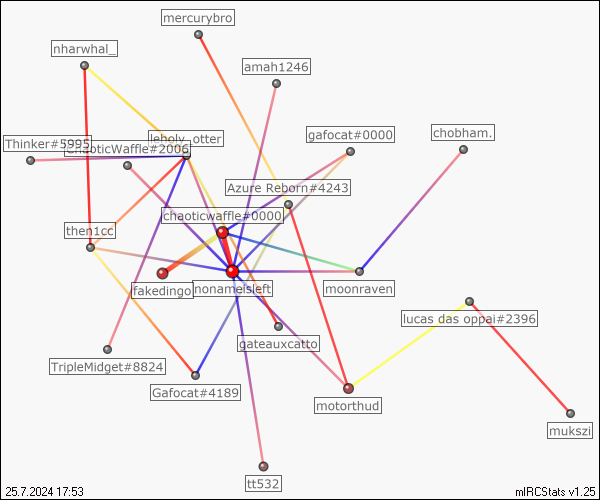 mercurybro
nharwhal_
amah1246
gafocat#0000
chobham.
leholy_otter
Thinker#5995
ChaoticWaffle#2006
Azure Reborn#4243
chaoticwaffle#0000
then1cc
fakedingo
nonameisleft
moonraven
lucas das oppai#2396
gateauxcatto
TripleMidget#8824
Gafocat#4189
motorthud
mukszi
tt532
25.7.2024 17:53
mIRCStats v1.25